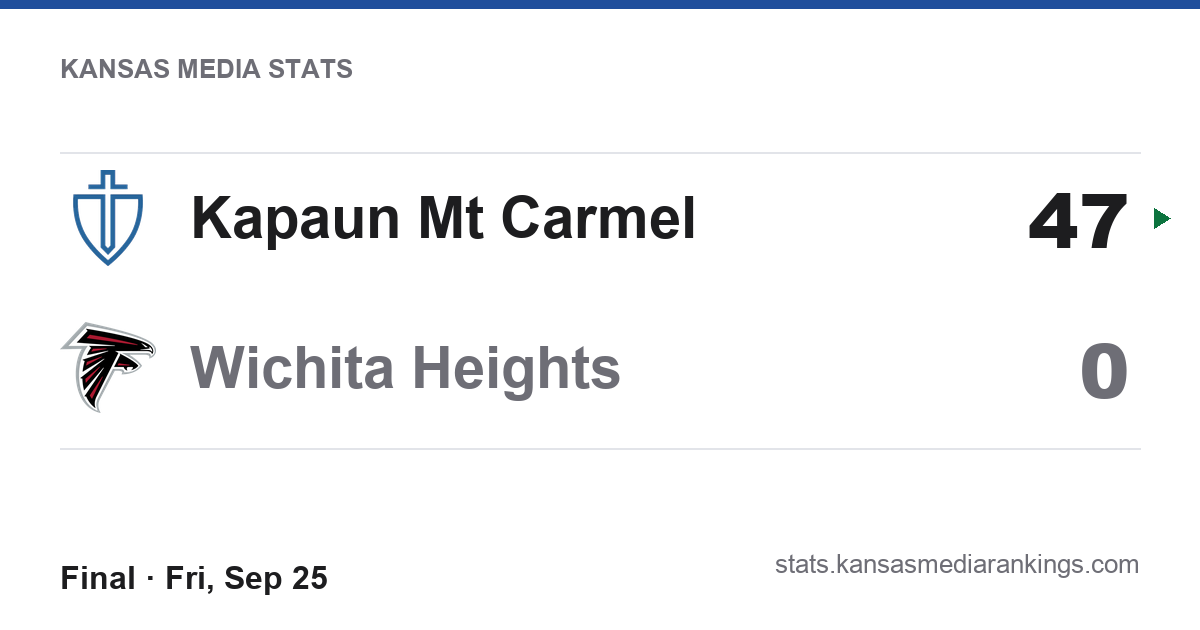 KANSAS MEDIA STATS
Kapaun Mt Carmel 47
Wichita Heights 0
Final · Fri, Sep 25
stats.kansasmediarankings.com